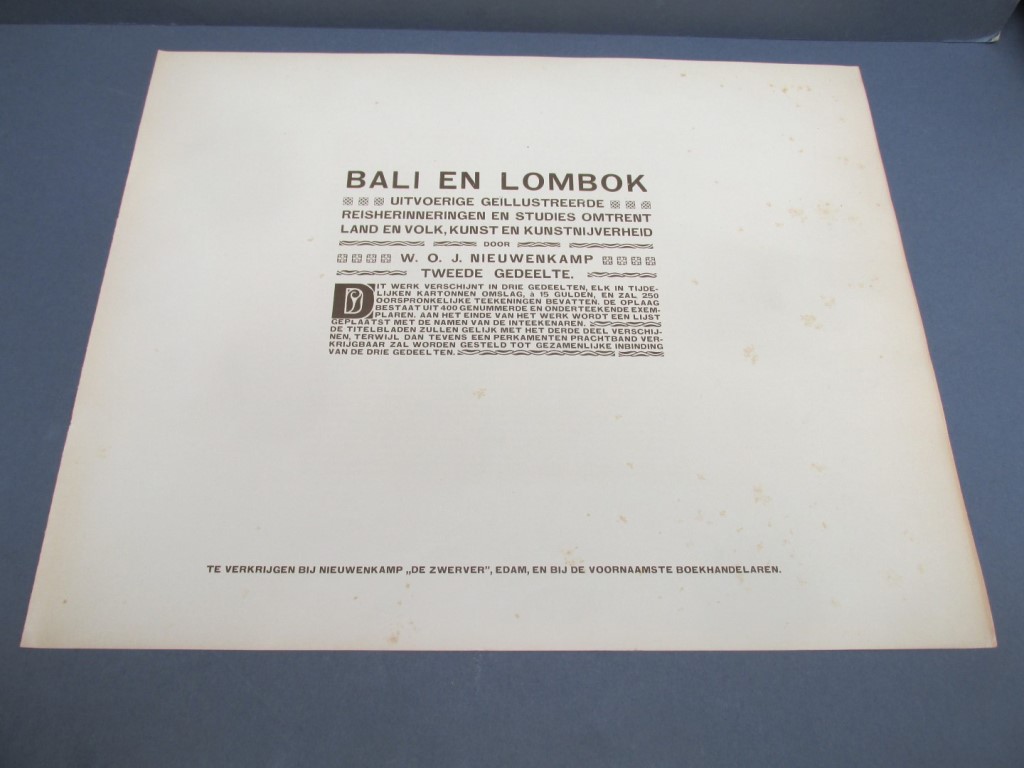 BALI EN LOMBOK
UITVOERIGE GEILLUSTREERDE
REISHERINNERINGEN EN STUDIES OMTRENT
LAND EN VOLK, KUNST EN KUNSTNIJVERHEID
DOOR
W. O. J. NIEUWENKAMP
TWEEDE GEDEELTE.
DIT WERK VERSCHIJNT IN DRIE GEDEELTEN, ELK IN TIJDE-
LIJKEN KARTONNEN OMSLAG, à 15 GULDEN, EN ZAL 250
OORSPRONKELIJKE TEEKENINGEN BEVATTEN. DE OPLAAG
BESTAAT UIT 400 GENUMMERDE EN ONDERTEEKENDE EXEM-
PLAREN. AAN HET EINDE VAN HET WERK WORDT EEN LIJST
GEPLAATST MET DE NAMEN VAN DE INTEEKENAREN.
DE TITELBLADEN ZULLEN GELIJK MET HET DERDE DEEL VERSCHIJ-
NEN, TERWIJL DAN TEVENS EEN PERKAMENTEN PRACHTBAND VER-
KRIJGBAAR ZAL WORDEN GESTELD TOT GEZAMENLIJKE INBINDING
VAN DE DRIE GEDEELTEN.
TE VERKRIJGEN BIJ NIEUWENKAMP „DE ZWERVER", EDAM, EN BIJ DE VOORNAAMSTE BOEKHANDELAREN.